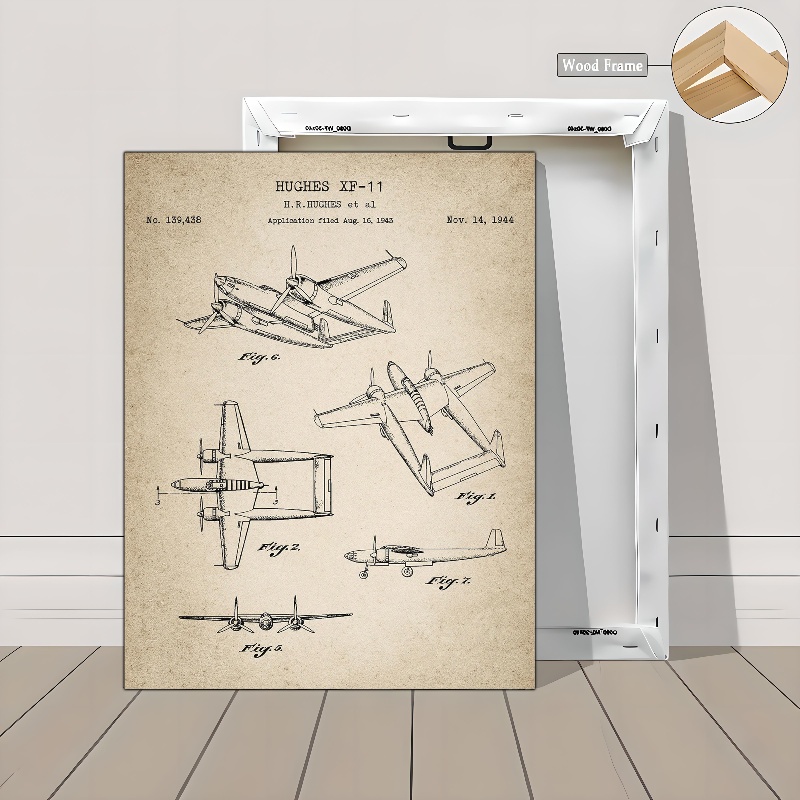 Wood Frame
HUGHES XF-11
H.R.HUGHES et al
No. 139,438
Application filed Aug. 16, 1943
Nov. 14, 1944
Fig. 6.
Fig. 1.
3
3
Fig. 2.
Fig. 7.
Fig. 5.